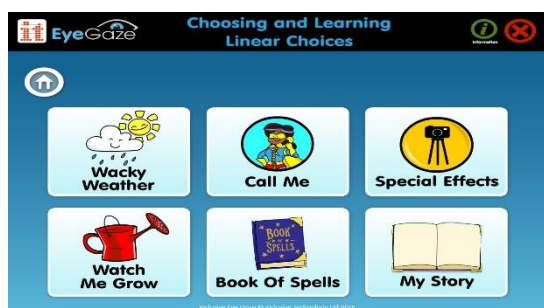 it EyeGaze
Choosing and Learning
Linear Choices
Information
Wacky
Weather
Call Me
Special Effects
Watch
Me Grow
BOOK
OF
SPELLS
Book Of Spells
My Story